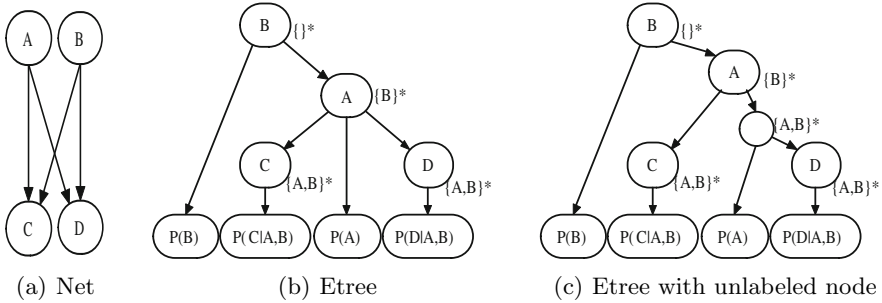 A B
C D
(a) Net
B {}*
A {B}*
C {A,B}*
D {A,B}*
P(B) P(C|A,B) P(A) P(D|A,B)
(b) Etree
B {}*
A {B}*
{A,B}*
C {A,B}*
D {A,B}*
P(B) P(C|A,B) P(A) P(D|A,B)
(c) Etree with unlabeled node